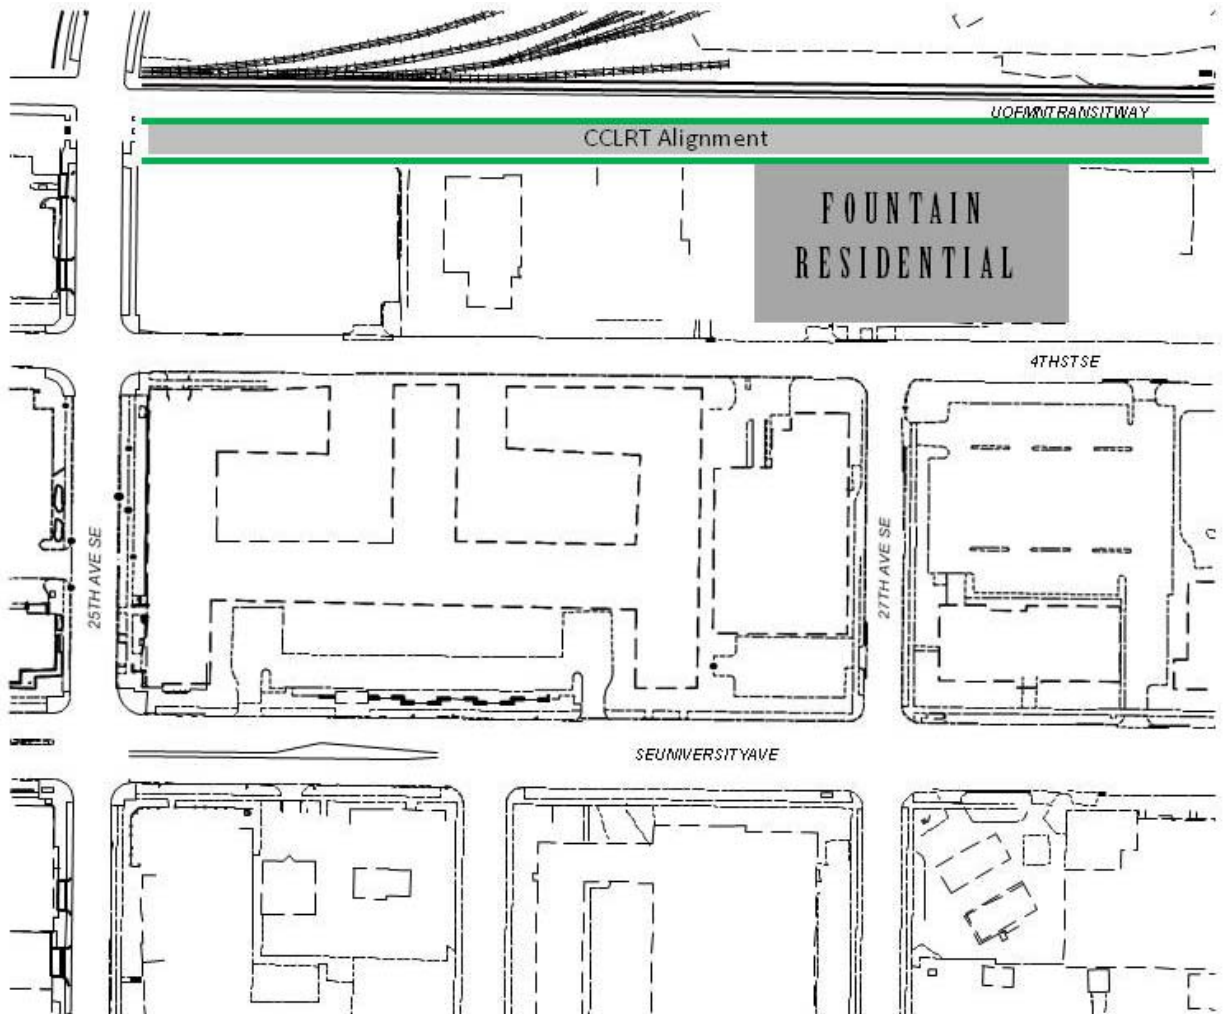 UOFMNTRANSITWAY
CCLRT Alignment
FOUNTAIN
RESIDENTIAL
4THSTSE
25TH AVE SE
27TH AVE SE
SEUNIVERSITYAVE